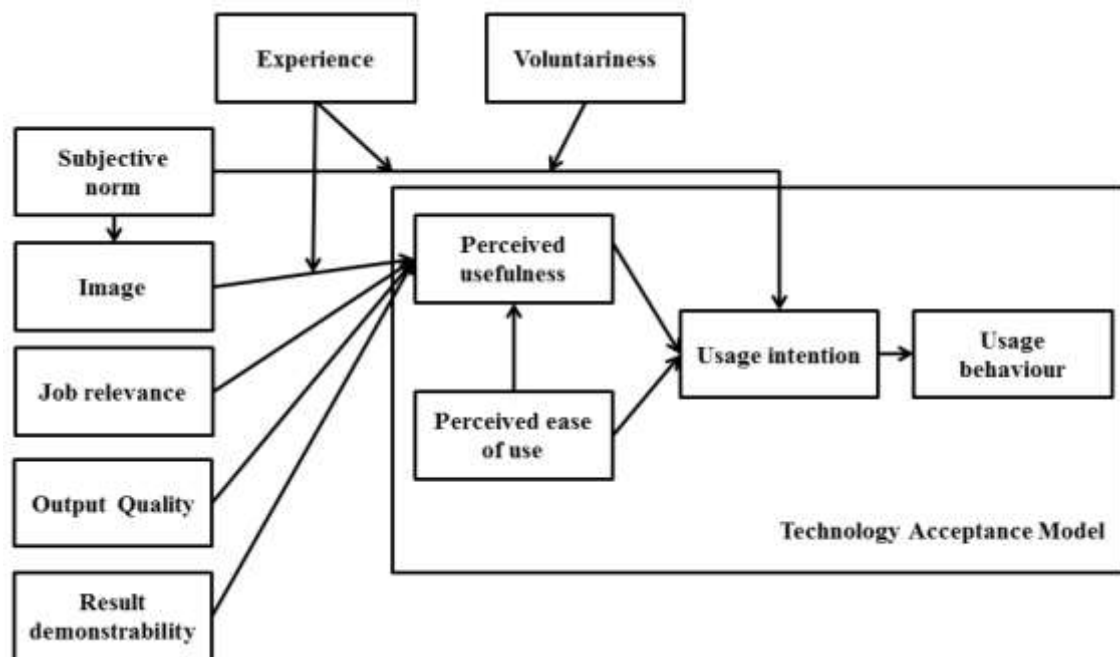 Experience
Voluntariness
Subjective
norm
Image
Job relevance
Output Quality
Result
demonstrability
Perceived
usefulness
Perceived ease
of use
Usage intention
Usage
behaviour
Technology Acceptance Model